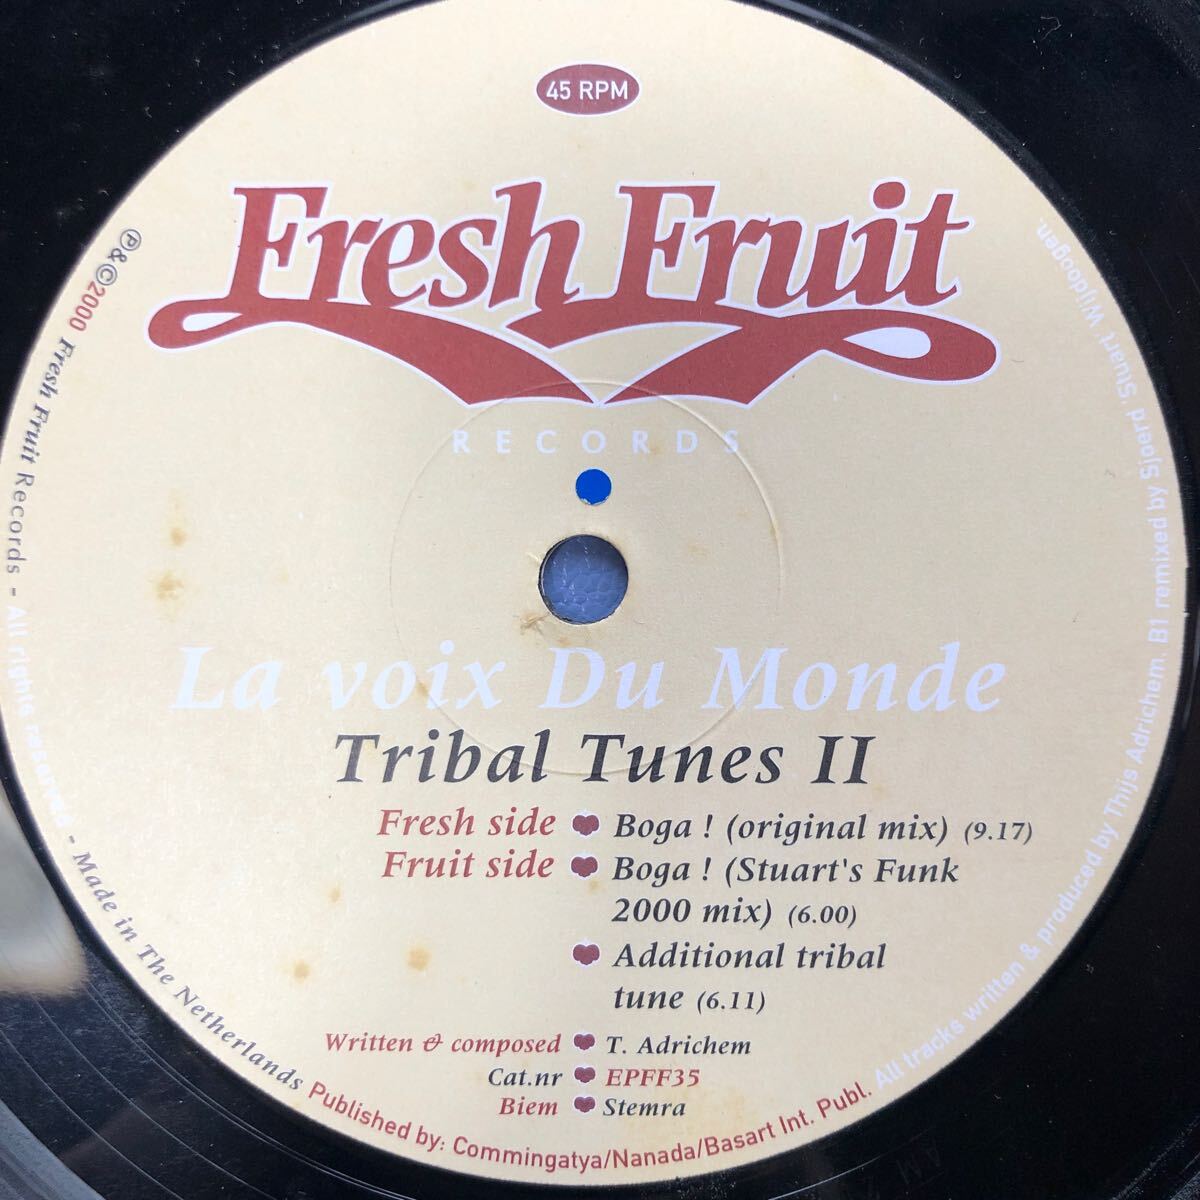 45 RPM
Fresh Fruit
RECORDS
La voix Du Monde
Tribal Tunes II
Fresh side Boga ! (original mix) (9.17)
Fruit side Boga ! (Stuart's Funk
2000 mix) (6.00)
Additional tribal
tune (6.11)
Written & composed T. Adrichem
Cat.nr EPFF35
Biem Stemra
℗&©2000 Fresh Fruit Records - All rights reserved - Made in The Netherlands Published by: Commingatya/Nanada/Basart Int. Publ. All tracks written & produced by Thijs Adrichem. B1 remixed by Sjoerd 'Stuart' Wijdoogen.